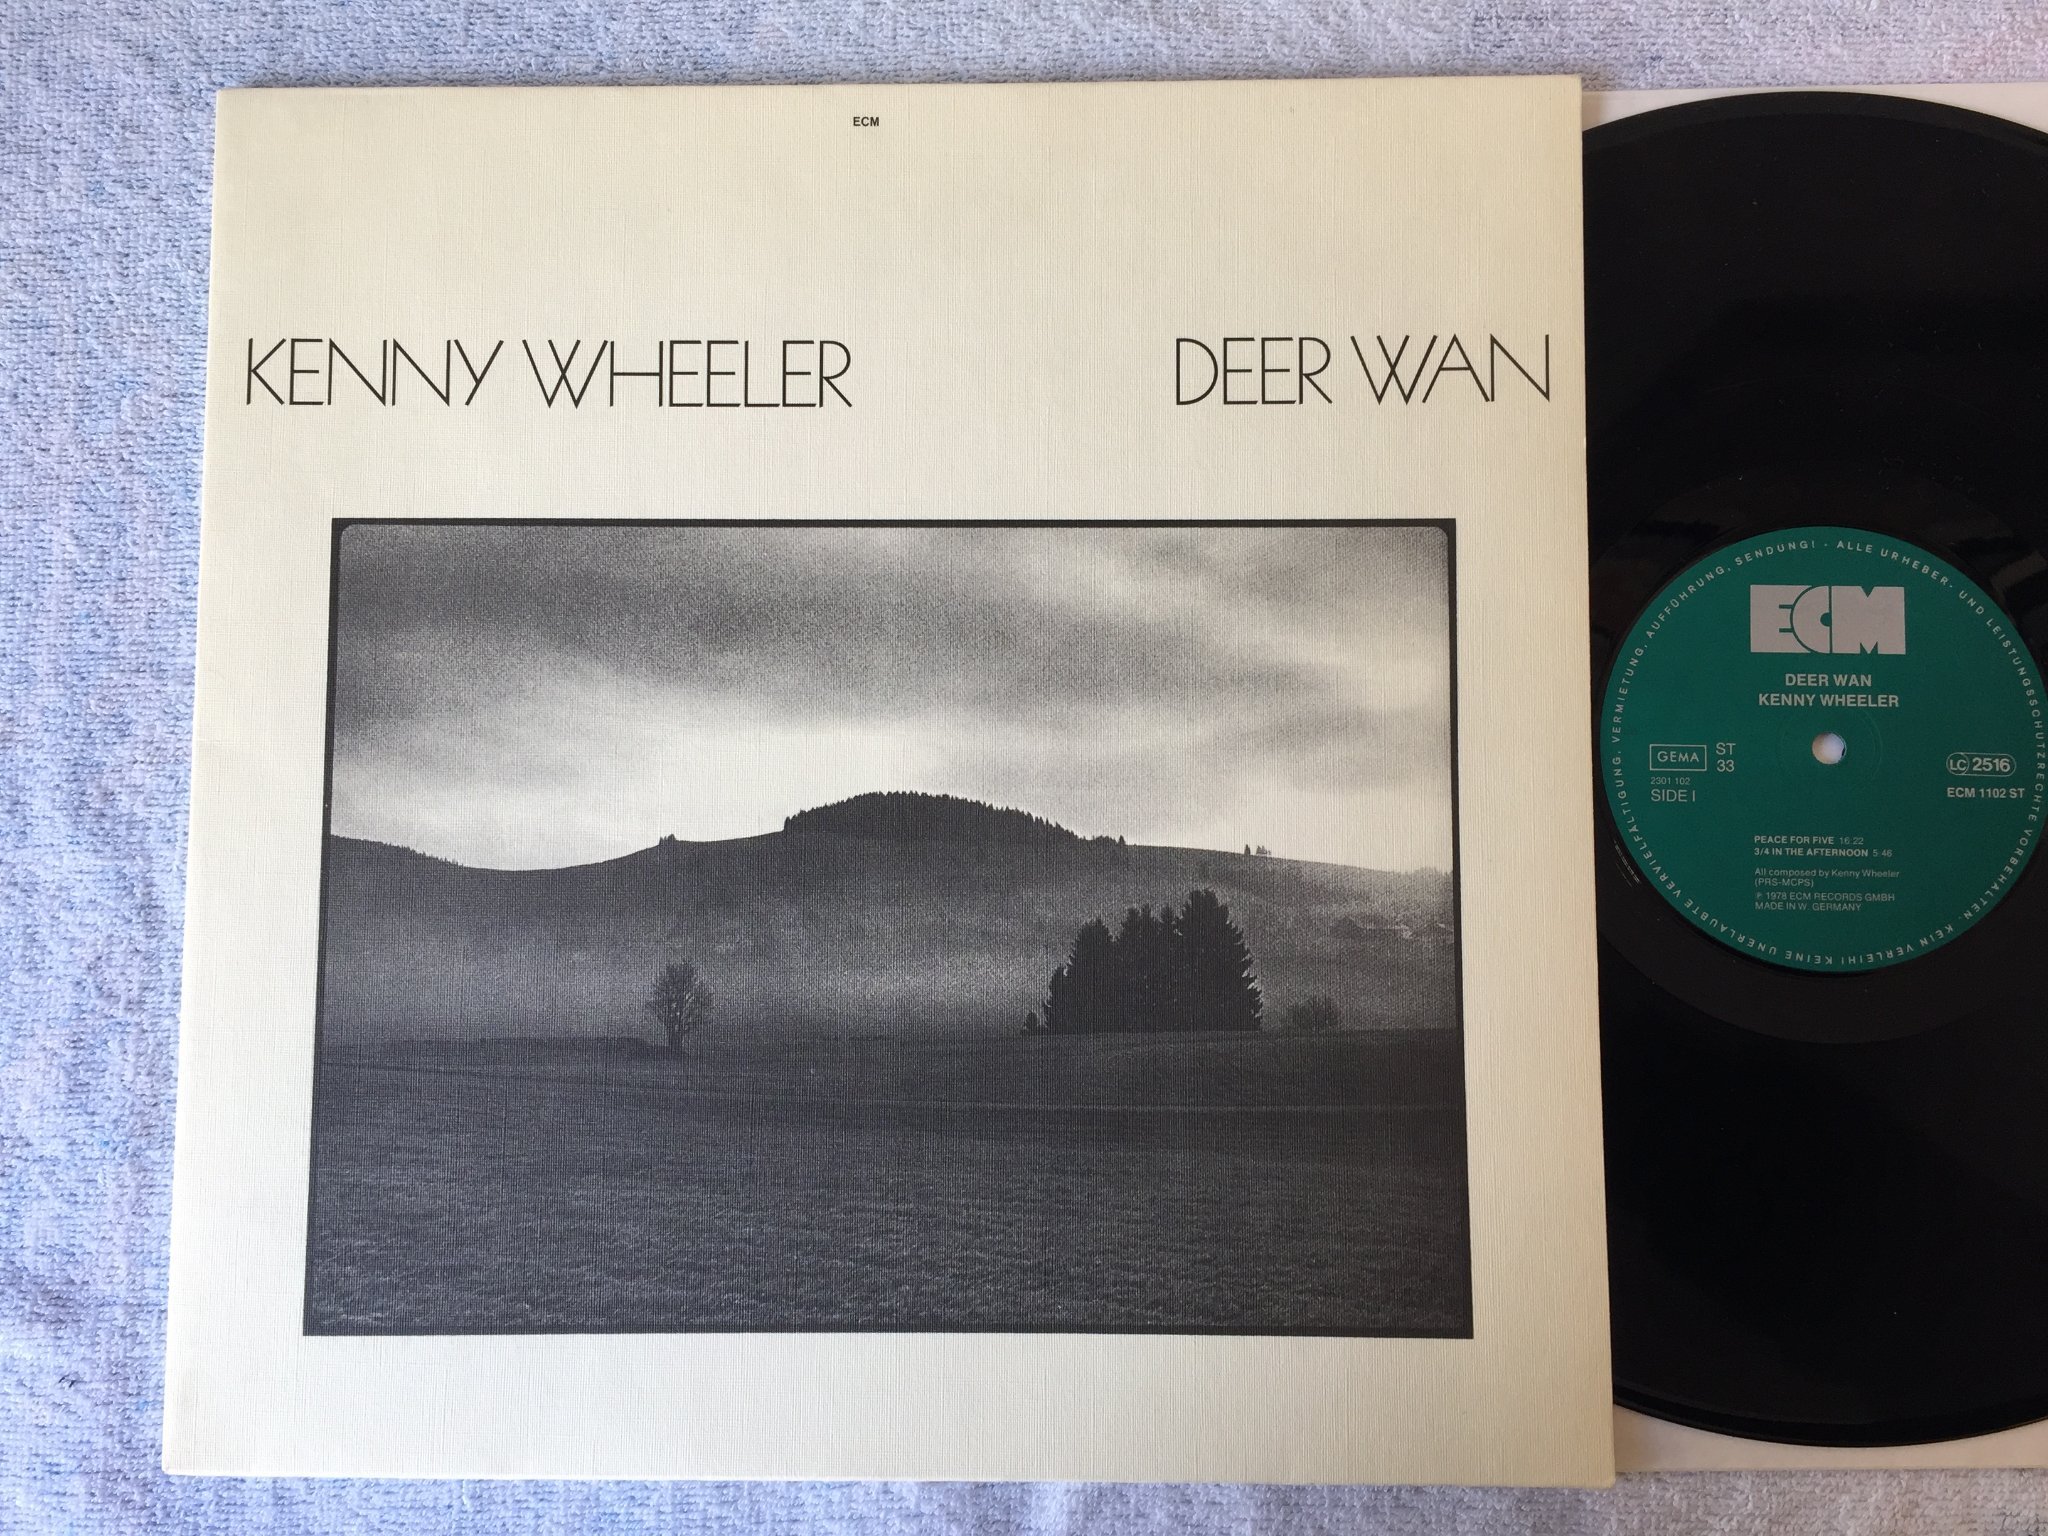 ECM
KENNY WHEELER
DEER WAN
ECM
DEER WAN
KENNY WHEELER
GEMA
ST
33
2301 102
SIDE I
LC 2516
ECM 1102 ST
PEACE FOR FIVE 16:22
3/4 IN THE AFTERNOON 5:46
All composed by Kenny Wheeler
(PRS-MCPS)
℗ 1978 ECM RECORDS GMBH
MADE IN W. GERMANY
ALLE URHEBER- UND LEISTUNGSSCHUTZRECHTE VORBEHALTEN. KEIN VERLEIH! KEINE UNERLAUBTE VERVIELFÄLTIGUNG, VERMIETUNG, AUFFÜHRUNG, SENDUNG! ·